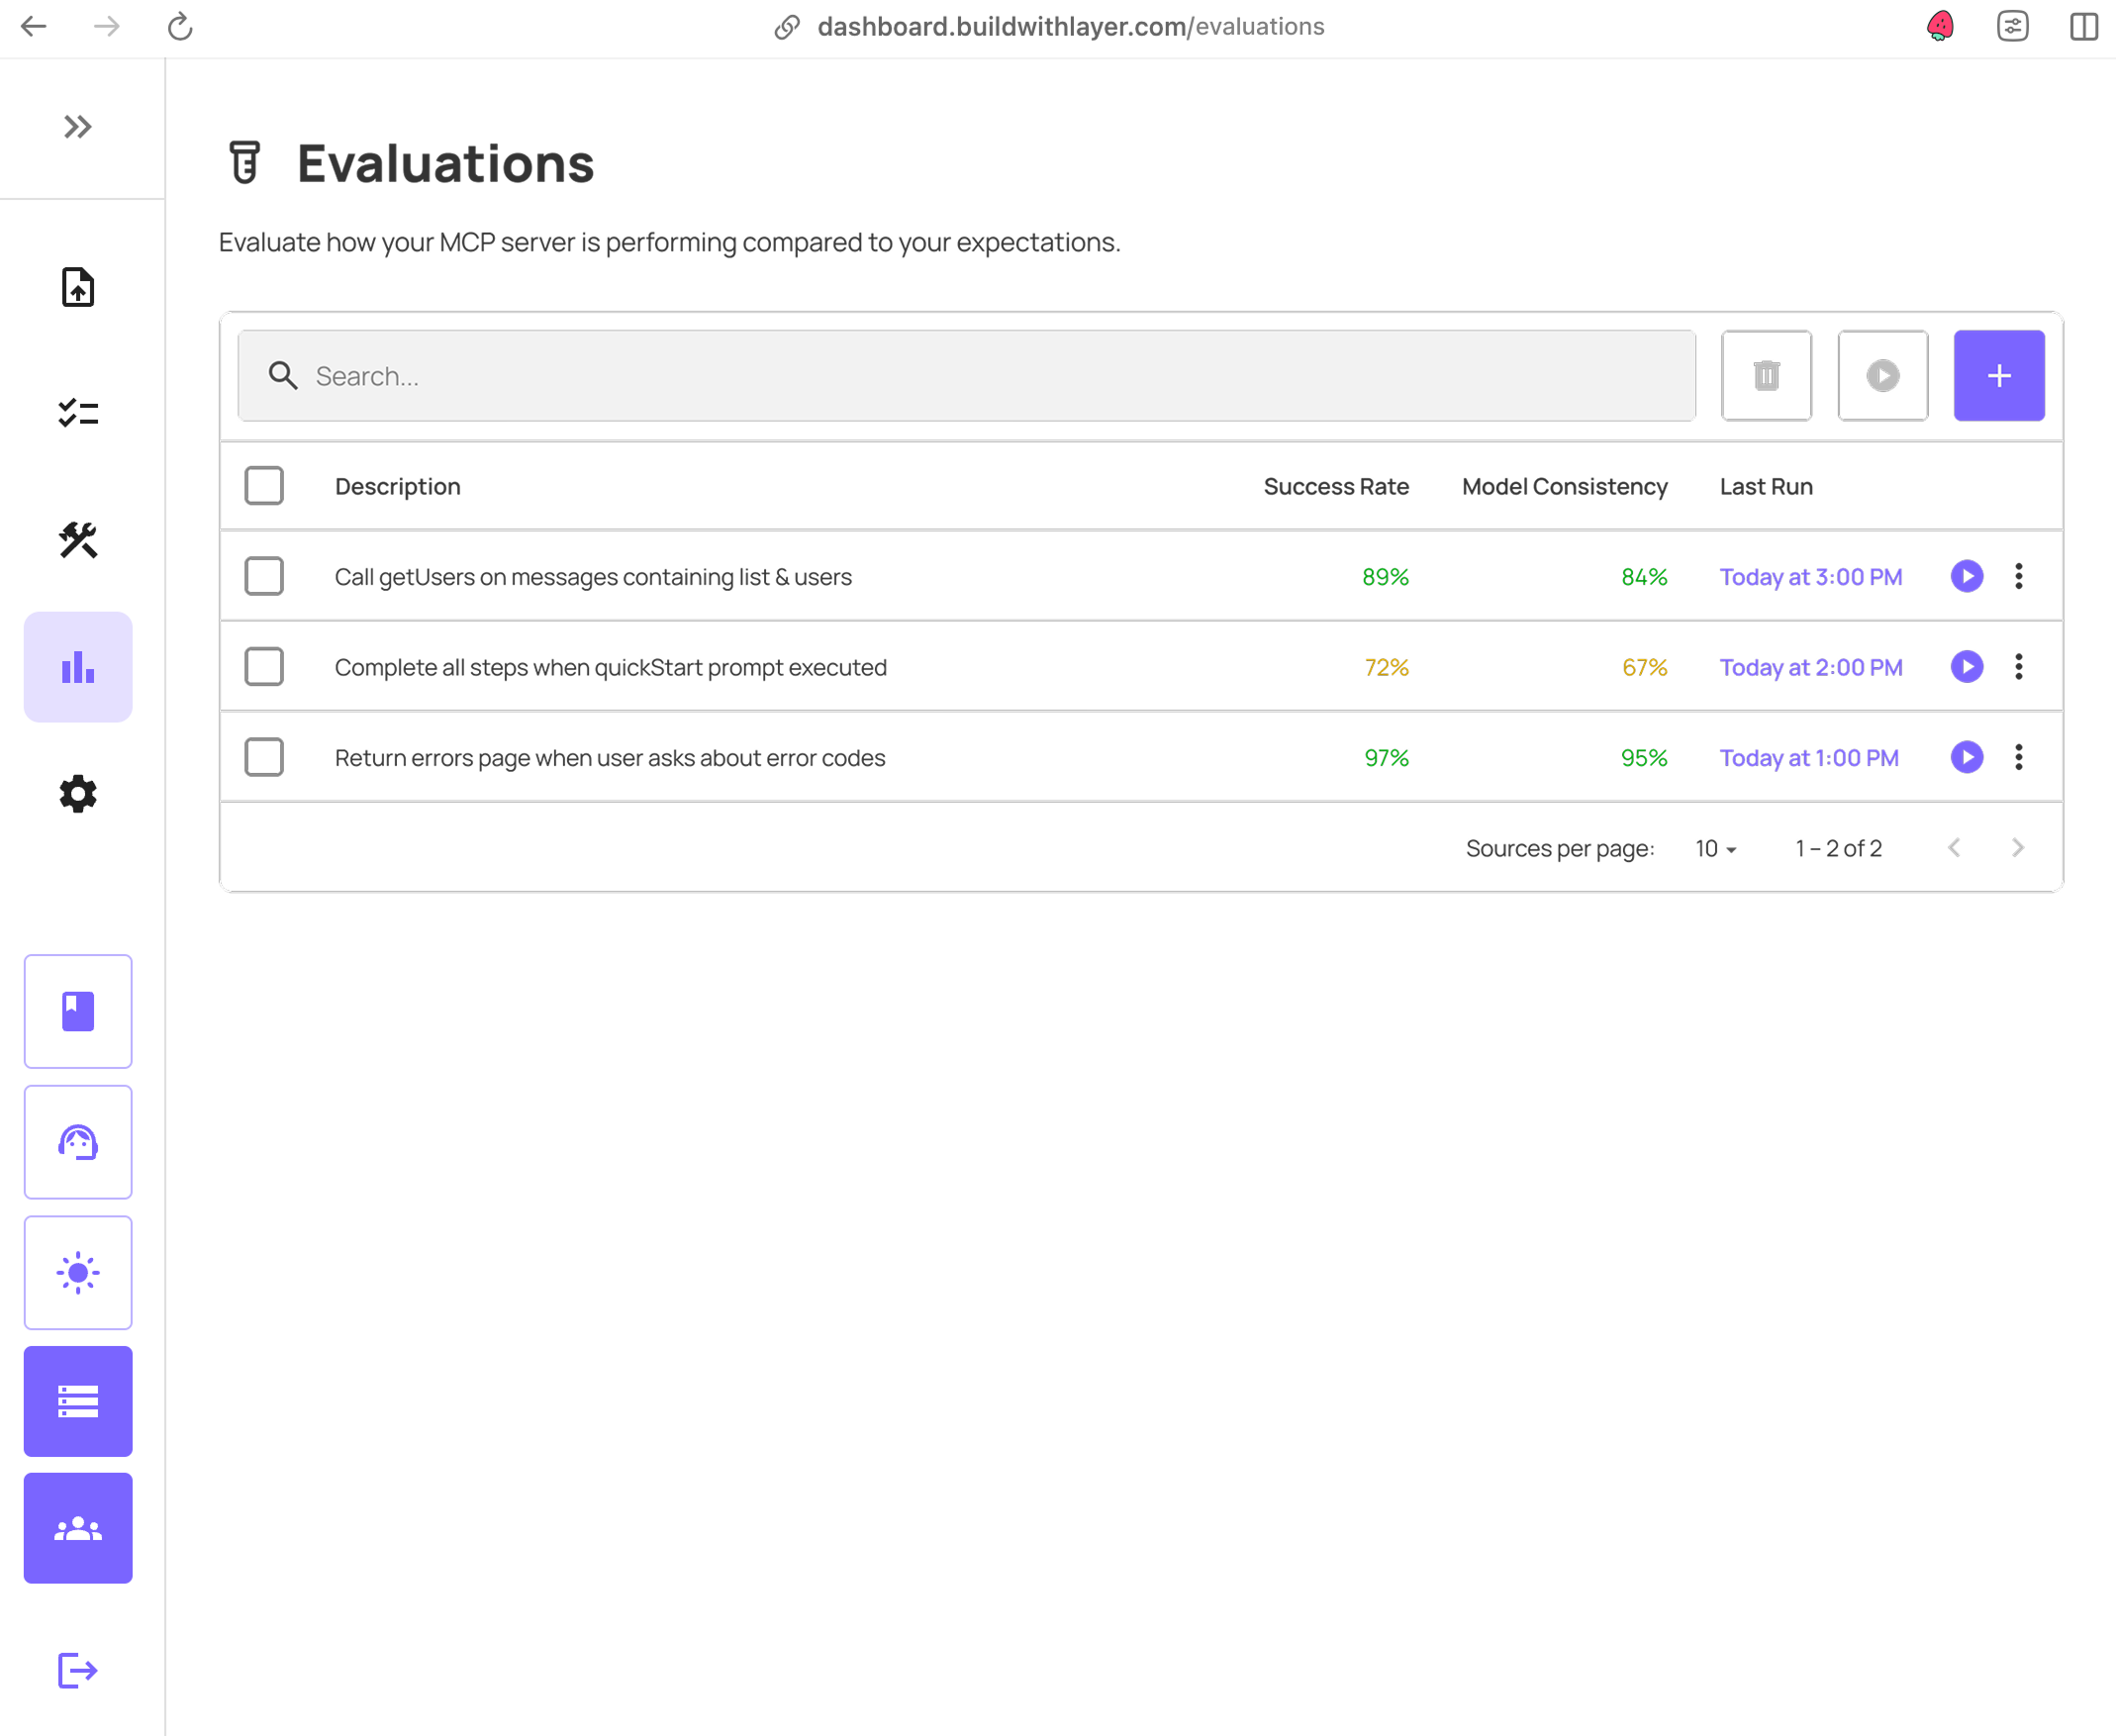 dashboard.buildwithlayer.com/evaluations
Evaluations
Evaluate how your MCP server is performing compared to your expectations.
Search...
Description Success Rate Model Consistency Last Run
Call getUsers on messages containing list & users 89% 84% Today at 3:00 PM
Complete all steps when quickStart prompt executed 72% 67% Today at 2:00 PM
Return errors page when user asks about error codes 97% 95% Today at 1:00 PM
Sources per page: 10 1 – 2 of 2